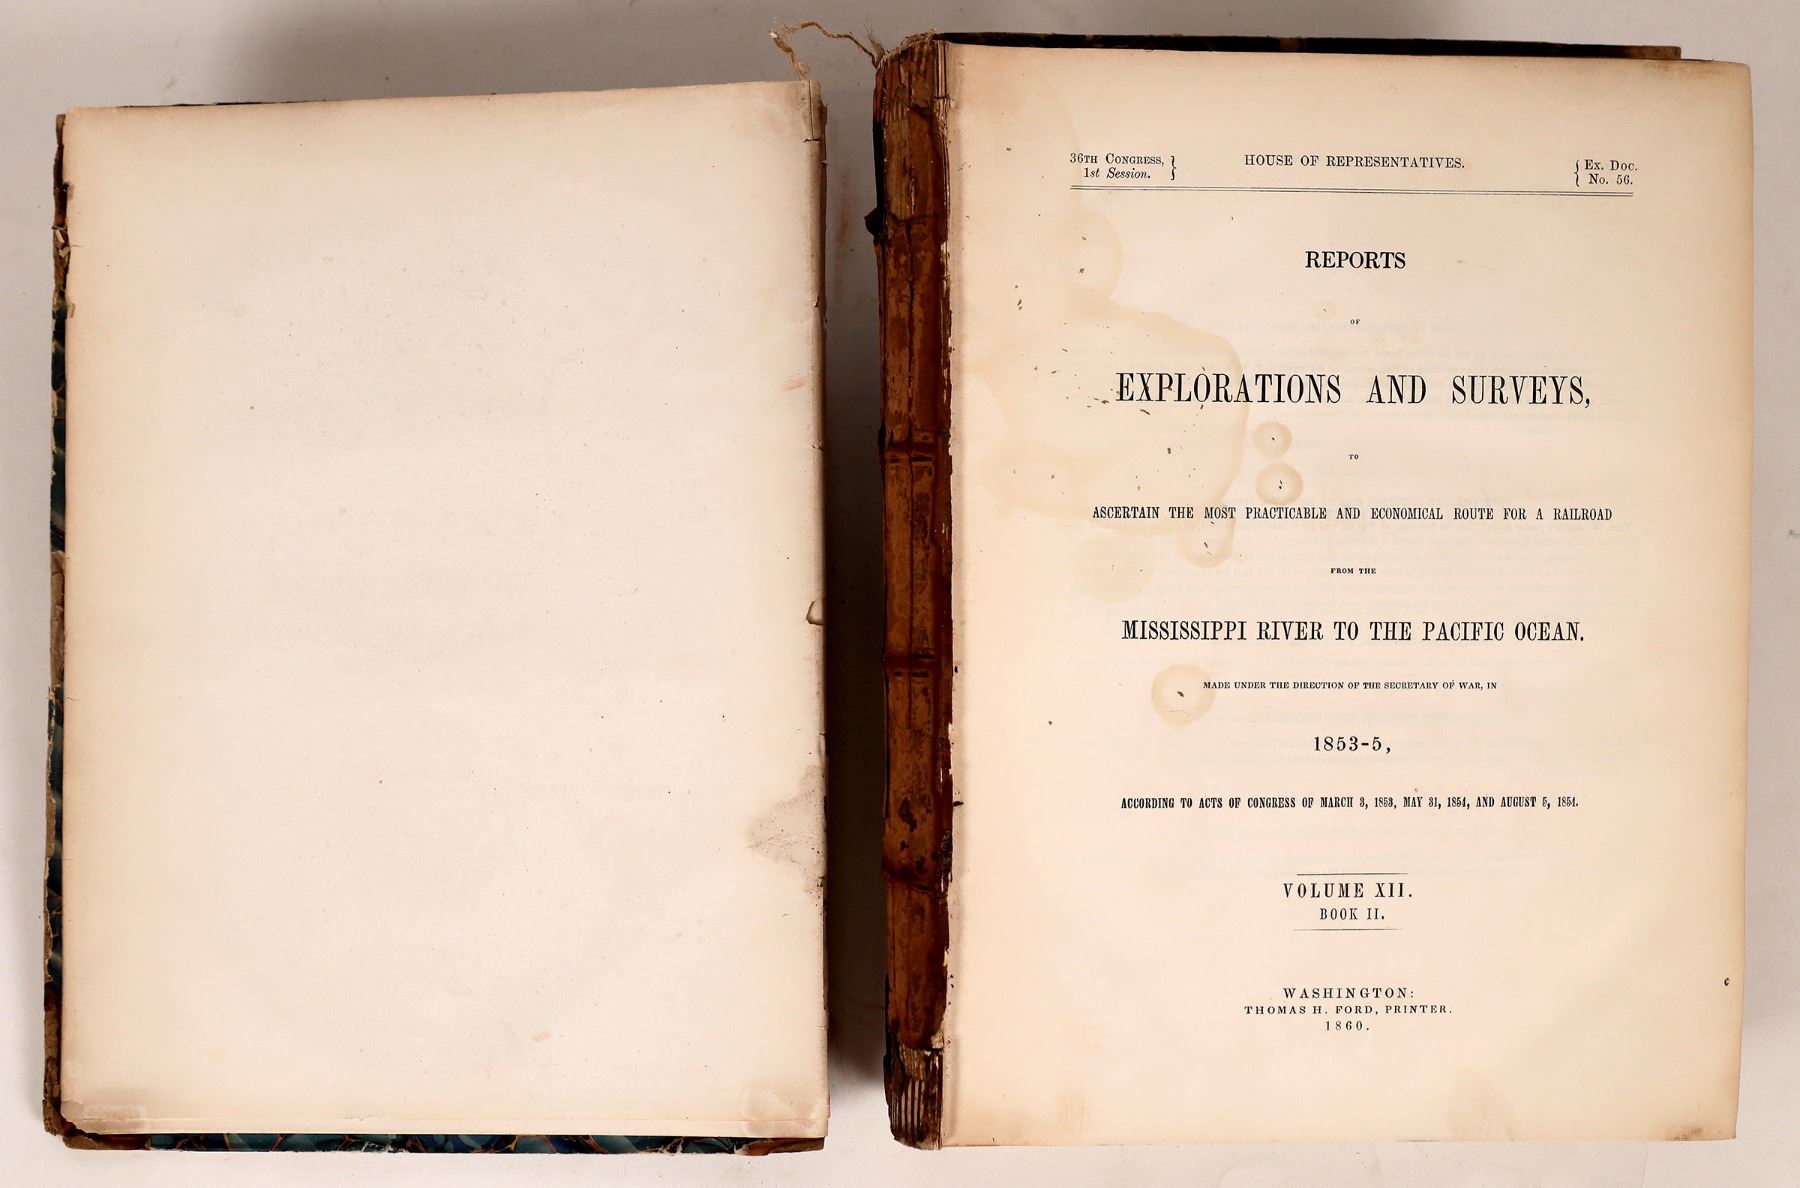 36TH CONGRESS, } HOUSE OF REPRESENTATIVES. { Ex. Doc.
1st Session. } { No. 56.
REPORTS
OF
EXPLORATIONS AND SURVEYS,
TO
ASCERTAIN THE MOST PRACTICABLE AND ECONOMICAL ROUTE FOR A RAILROAD
FROM THE
MISSISSIPPI RIVER TO THE PACIFIC OCEAN.
MADE UNDER THE DIRECTION OF THE SECRETARY OF WAR, IN
1853-5,
ACCORDING TO ACTS OF CONGRESS OF MARCH 3, 1853, MAY 31, 1854, AND AUGUST 5, 1854.
VOLUME XII.
BOOK II.
WASHINGTON:
THOMAS H. FORD, PRINTER.
1860.